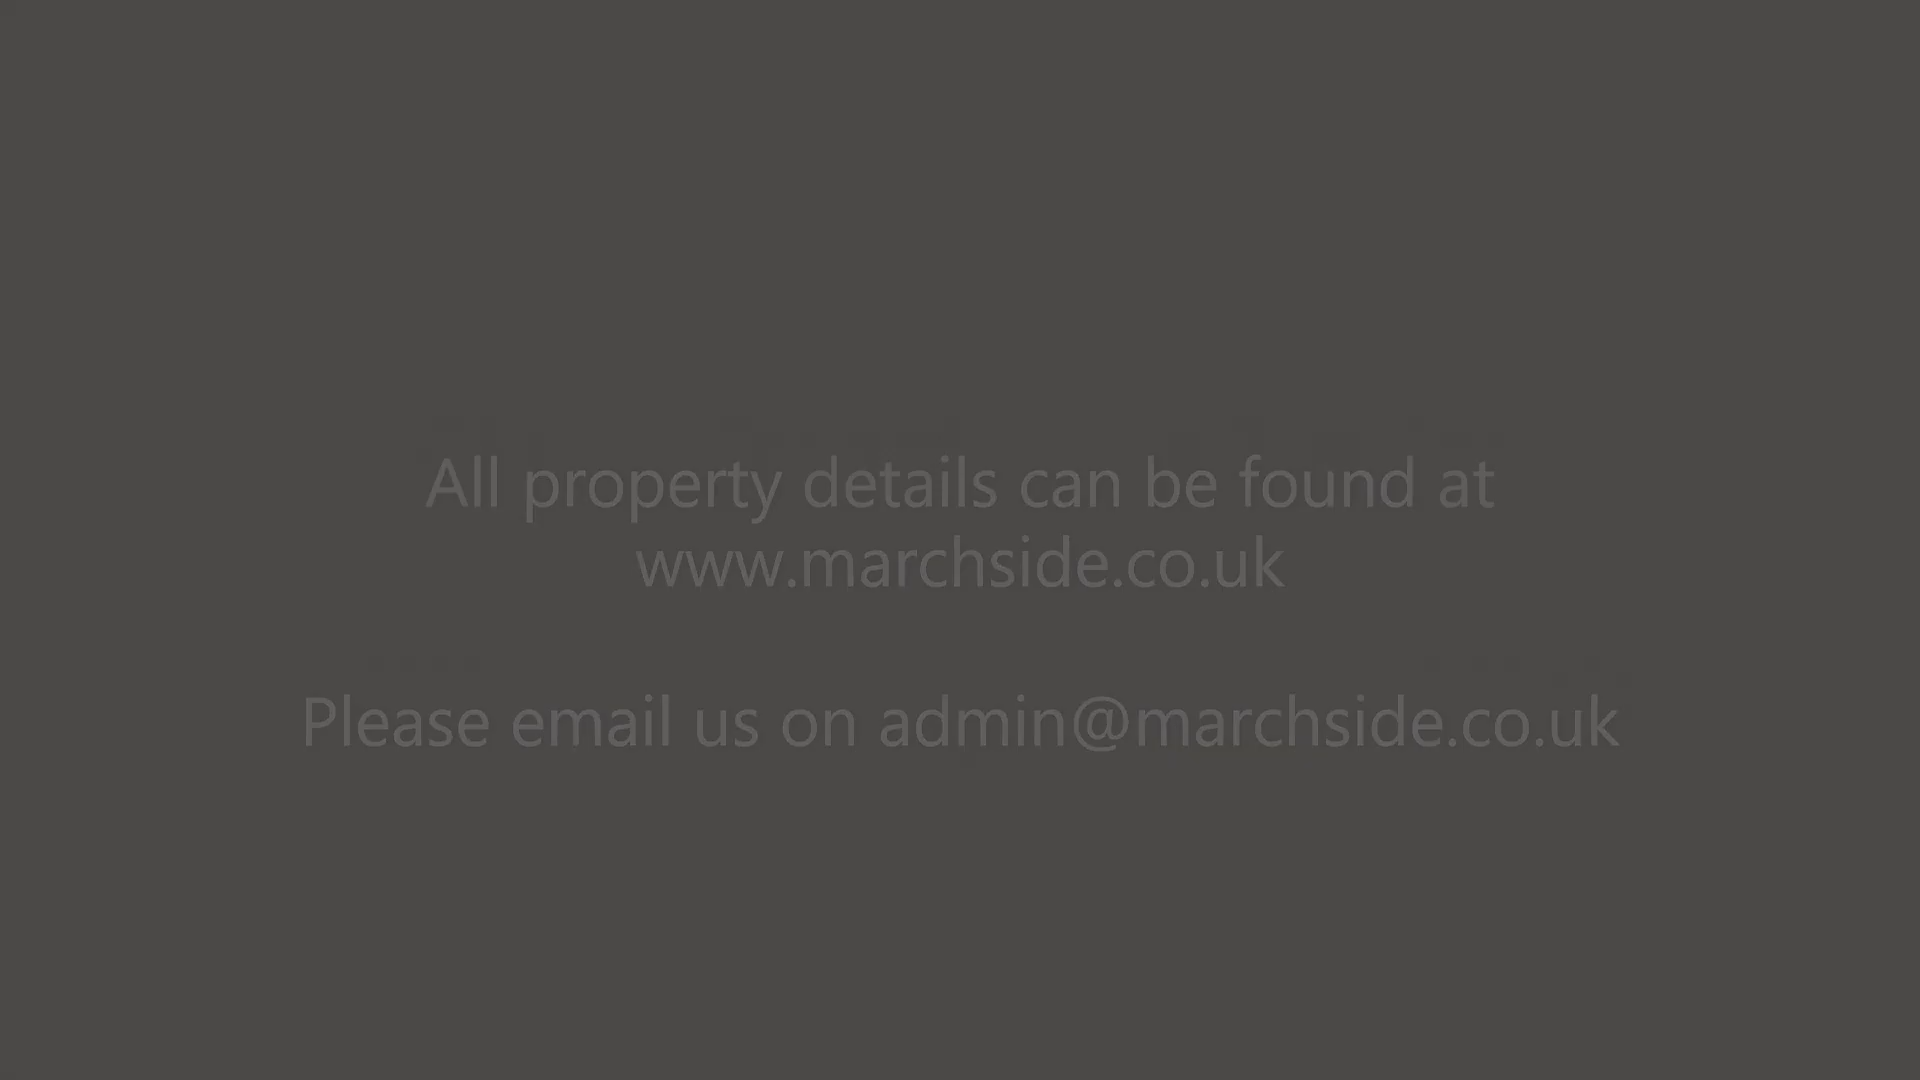 All property details can be found at
www.marchside.co.uk
Please email us on admin@marchside.co.uk